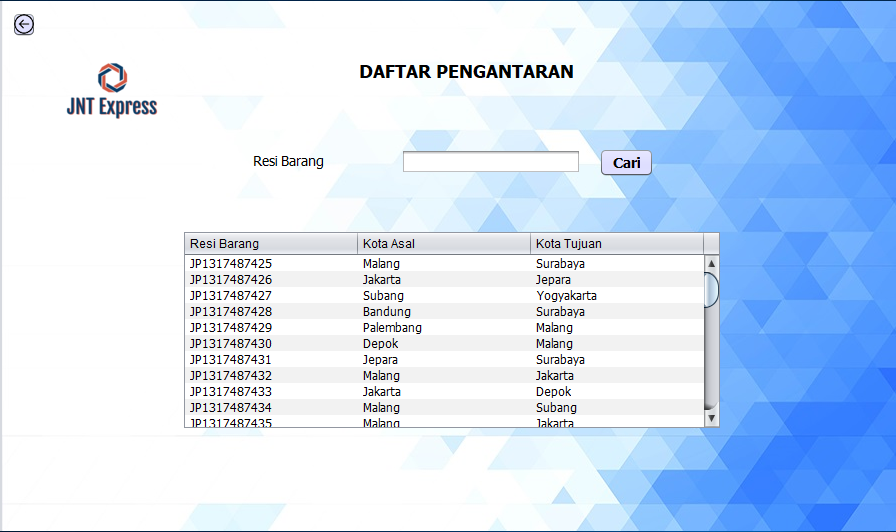 JNT Express
DAFTAR PENGANTARAN
Resi Barang
Cari
Resi Barang Kota Asal Kota Tujuan
JP1317487425 Malang Surabaya
JP1317487426 Jakarta Jepara
JP1317487427 Subang Yogyakarta
JP1317487428 Bandung Surabaya
JP1317487429 Palembang Malang
JP1317487430 Depok Malang
JP1317487431 Jepara Surabaya
JP1317487432 Malang Jakarta
JP1317487433 Jakarta Depok
JP1317487434 Malang Subang
JP1317487435 Malang Jakarta